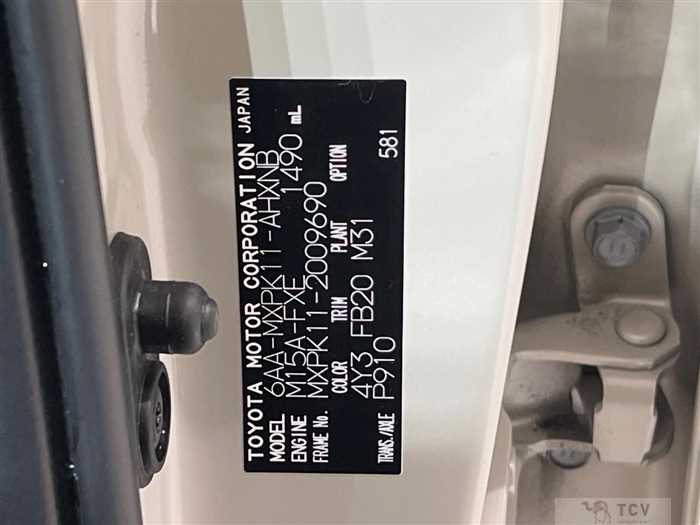 TOYOTA MOTOR CORPORATION JAPAN
MODEL 6AA-MXPK11-AHXNB
ENGINE M15A-FXE 1490 mL
FRAME No. MXPK11-2009690
COLOR TRIM PLANT OPTION
4Y3 FB20 M31 581
TRANS./AXLE P910
TCV